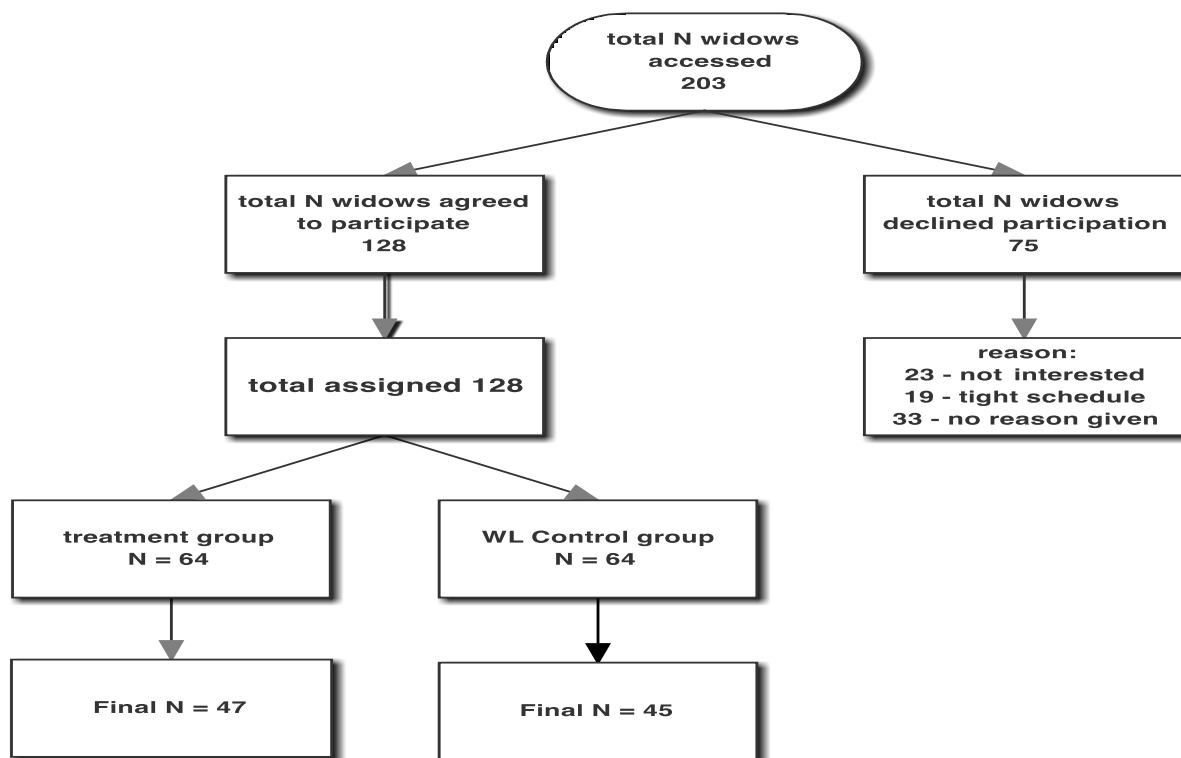 total N widows
accessed
203
total N widows agreed
to participate
128
total N widows
declined participation
75
total assigned 128
reason:
23 - not interested
19 - tight schedule
33 - no reason given
treatment group
N = 64
WL Control group
N = 64
Final N = 47
Final N = 45